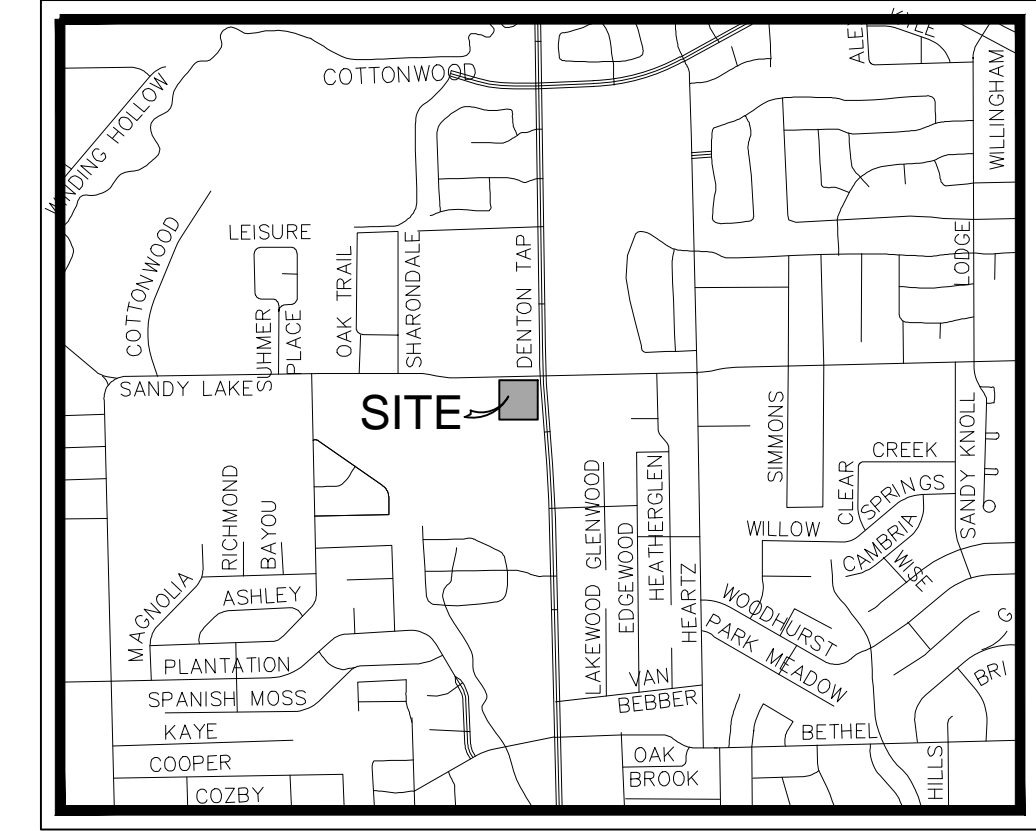 KYLE
ALEX
WILLINGHAM
COTTONWOOD
WINDING HOLLOW
COTTONWOOD
LEISURE
SUHMER
PLACE
OAK TRAIL
SHARONDALE
DENTON TAP
LODGE
SANDY LAKE
SITE
SIMMONS
CREEK
CLEAR
SPRINGS
SANDY KNOLL
WILLOW
CAMBRIA
WISE
RICHMOND
BAYOU
LAKEWOOD GLENWOOD
EDGEWOOD
HEATHERGLEN
HEARTZ
MAGNOLIA
ASHLEY
WOODHURST
PARK MEADOW
G
BRI
PLANTATION
VAN
BEBBER
SPANISH MOSS
KAYE
BETHEL
COOPER
OAK
BROOK
HILLS
COZBY